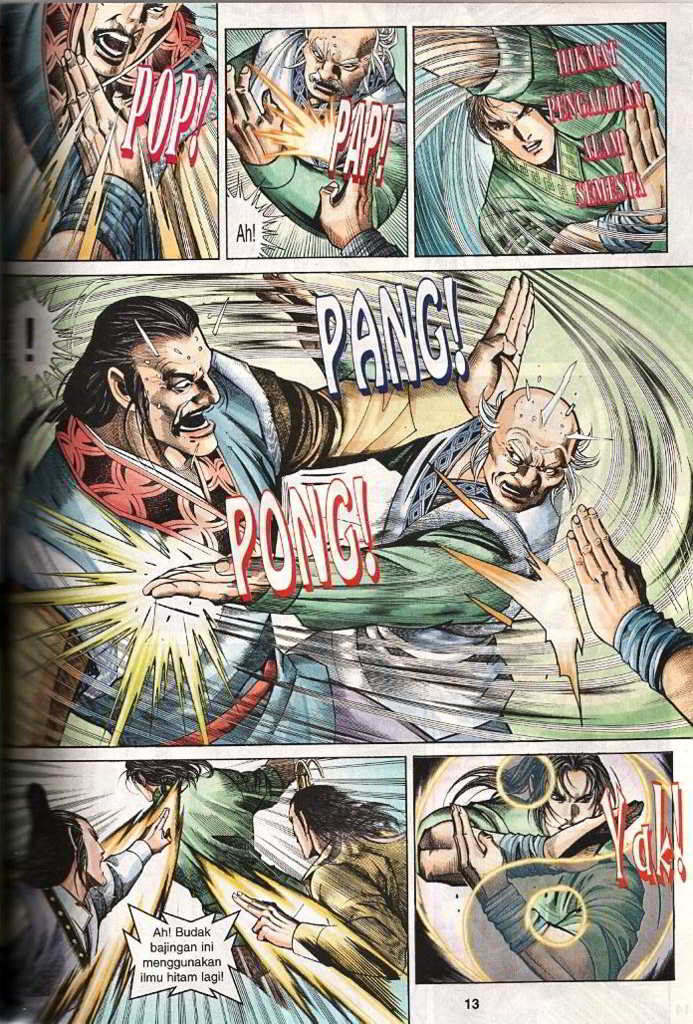 POP!
PAP!
Ah!
HIKMAT
PENGALIHAN
ALAM
SEMESTA
!
PANG!
PONG!
Ah! Budak
bajingan ini
menggunakan
ilmu hitam lagi!
Yak!
13